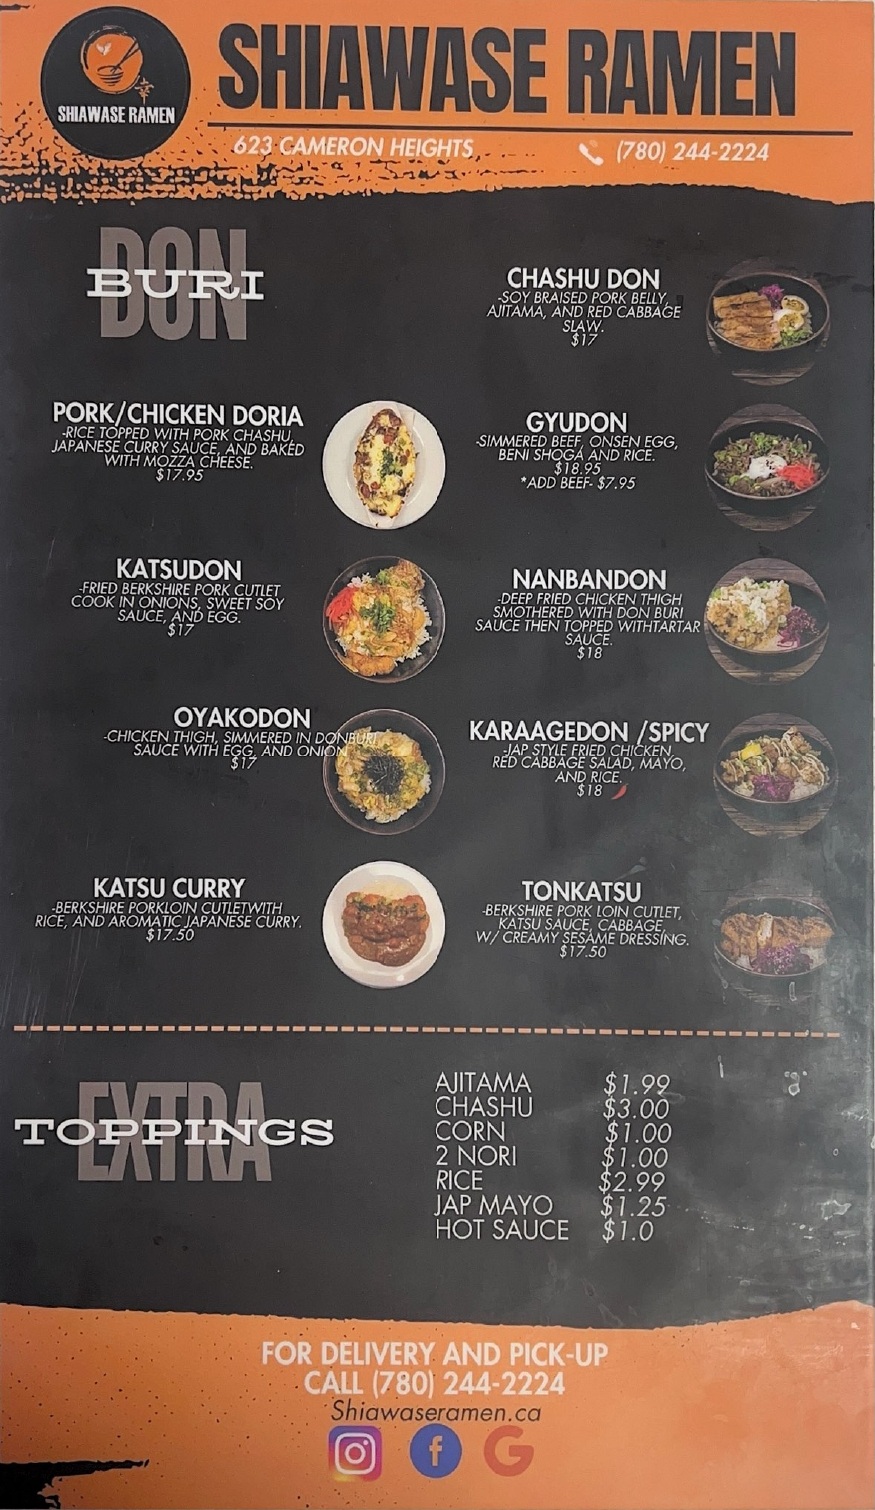 SHIAWASE RAMEN
SHIAWASE RAMEN
623 CAMERON HEIGHTS
(780) 244-2224
DON
BURI
CHASHU DON
-SOY BRAISED PORK BELLY,
AJITAMA, AND RED CABBAGE
SLAW.
$17
PORK/CHICKEN DORIA
-RICE TOPPED WITH PORK CHASHU,
JAPANESE CURRY SAUCE, AND BAKED
WITH MOZZA CHEESE.
$17.95
GYUDON
-SIMMERED BEEF, ONSEN EGG,
BENI SHOGA AND RICE.
$18.95
*ADD BEEF- $7.95
KATSUDON
-FRIED BERKSHIRE PORK CUTLET
COOK IN ONIONS, SWEET SOY
SAUCE, AND EGG.
$17
NANBANDON
-DEEP FRIED CHICKEN THIGH
SMOTHERED WITH DON BURI
SAUCE THEN TOPPED WITHTARTAR
SAUCE.
$18
OYAKODON
-CHICKEN THIGH, SIMMERED IN DONBURI
SAUCE WITH EGG, AND ONION
$17
KARAAGEDON /SPICY
-JAP STYLE FRIED CHICKEN,
RED CABBAGE SALAD, MAYO,
AND RICE.
$18
KATSU CURRY
-BERKSHIRE PORKLOIN CUTLETWITH
RICE, AND AROMATIC JAPANESE CURRY.
$17.50
TONKATSU
-BERKSHIRE PORK LOIN CUTLET,
KATSU SAUCE, CABBAGE,
W/ CREAMY SESAME DRESSING.
$17.50
EXTRA
TOPPINGS
AJITAMA $1.99
CHASHU $3.00
CORN $1.00
2 NORI $1.00
RICE $2.99
JAP MAYO $1.25
HOT SAUCE $1.0
FOR DELIVERY AND PICK-UP
CALL (780) 244-2224
Shiawaseramen.ca